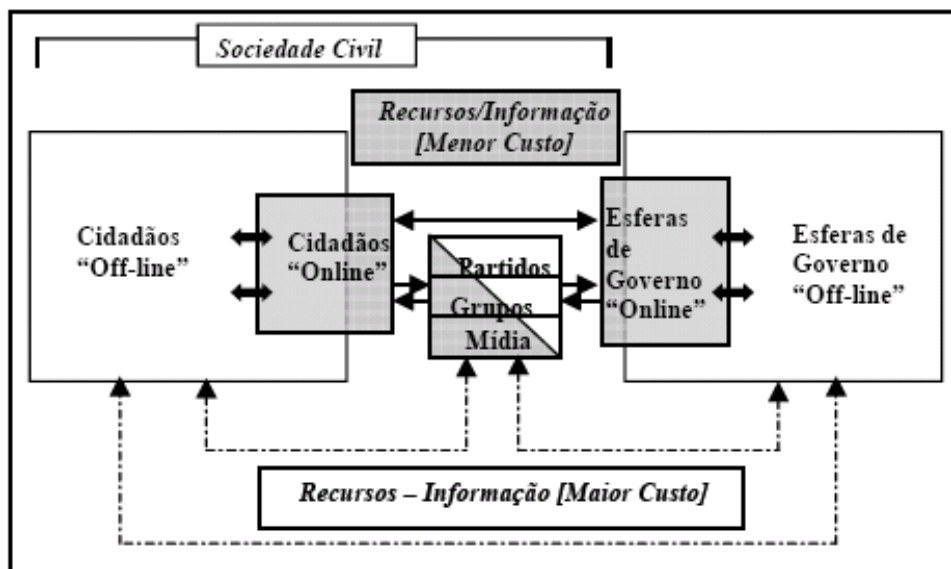 Sociedade Civil
Recursos/Informação
[Menor Custo]
Cidadãos
“Off-line”
Cidadãos
“Online”
Partidos
Grupos
Mídia
Esferas
de
Governo
“Online”
Esferas de
Governo
“Off-line”
Recursos – Informação [Maior Custo]